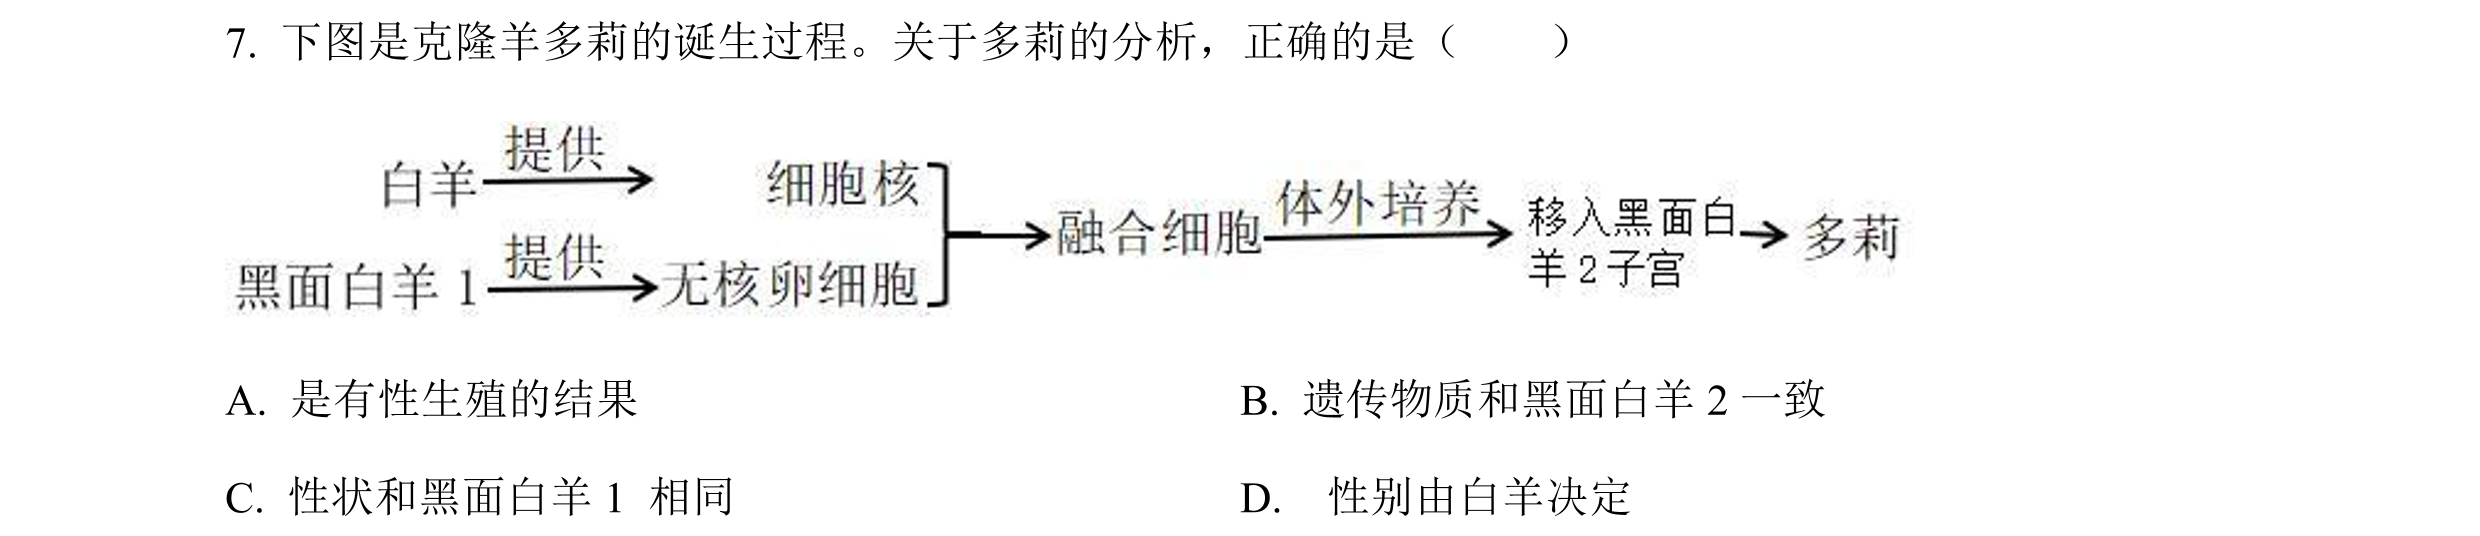 7. 下图是克隆羊多莉的诞生过程。关于多莉的分析，正确的是（　　）
白羊 提供 细胞核
黑面白羊 1 提供 无核卵细胞
融合细胞 体外培养 移入黑面白
羊 2 子宫
多莉
A. 是有性生殖的结果
B. 遗传物质和黑面白羊 2 一致
C. 性状和黑面白羊 1 相同
D. 性别由白羊决定